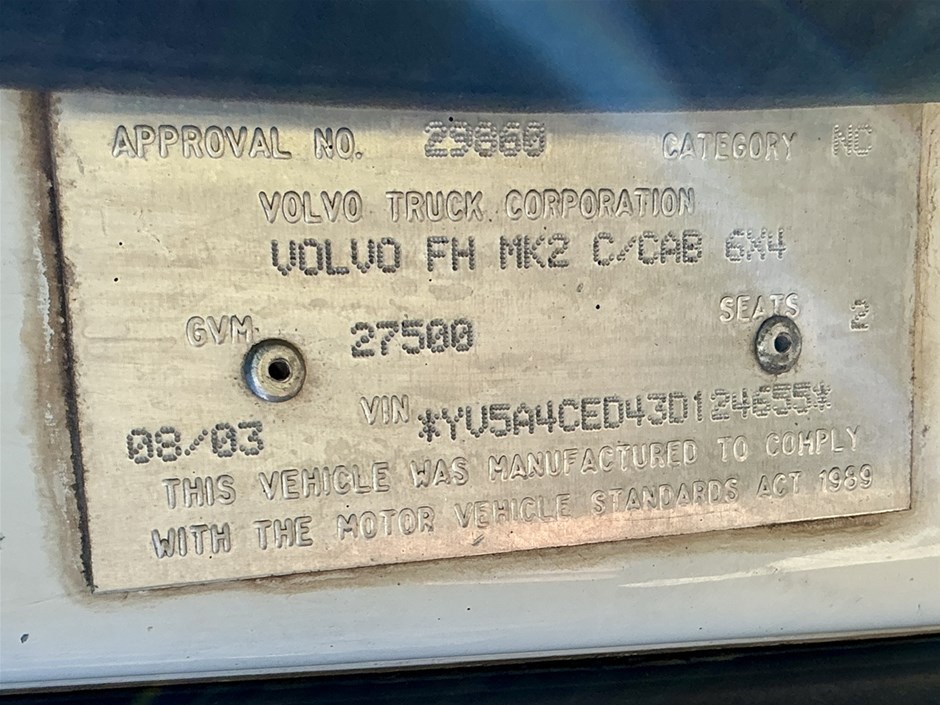 APPROVAL NO. 29860 CATEGORY NC
VOLVO TRUCK CORPORATION
VOLVO FH MK2 C/CAB 6X4
GVM 27500 SEATS 2
08/03 VIN *YV5A4CED43D124655*
THIS VEHICLE WAS MANUFACTURED TO COMPLY
WITH THE MOTOR VEHICLE STANDARDS ACT 1989